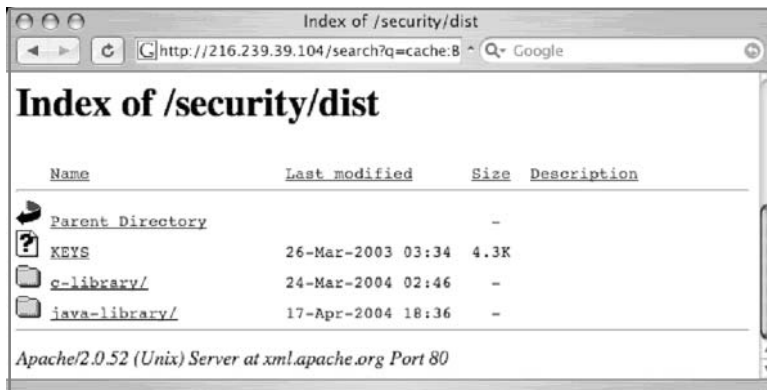 Index of /security/dist
http://216.239.39.104/search?q=cache:B Google
Index of /security/dist
Name Last modified Size Description
Parent Directory -
KEYS 26-Mar-2003 03:34 4.3K
c-library/ 24-Mar-2004 02:46 -
java-library/ 17-Apr-2004 18:36 -
Apache/2.0.52 (Unix) Server at xml.apache.org Port 80